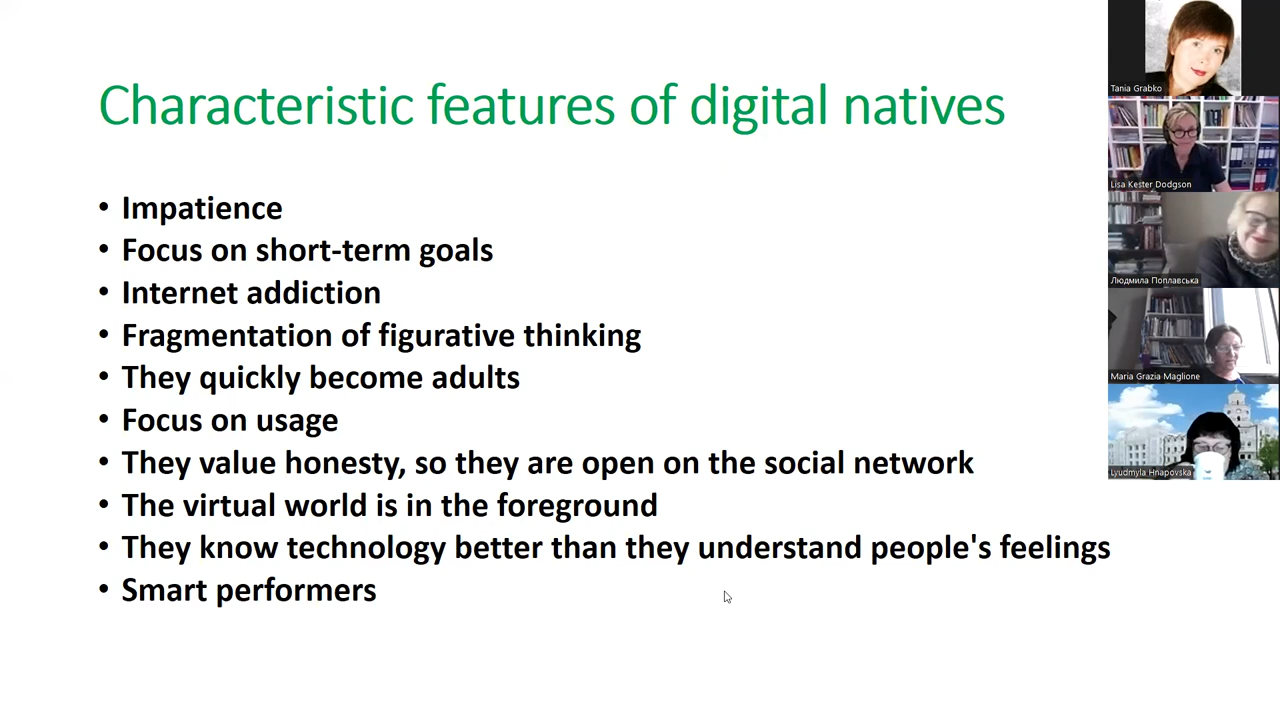 Characteristic features of digital natives
• Impatience
• Focus on short-term goals
• Internet addiction
• Fragmentation of figurative thinking
• They quickly become adults
• Focus on usage
• They value honesty, so they are open on the social network
• The virtual world is in the foreground
• They know technology better than they understand people's feelings
• Smart performers
Tania Grabko
Lisa Kester Dodgson
Людмила Поплавська
Maria Grazia Maglione
Lyudmyla Hnapovska